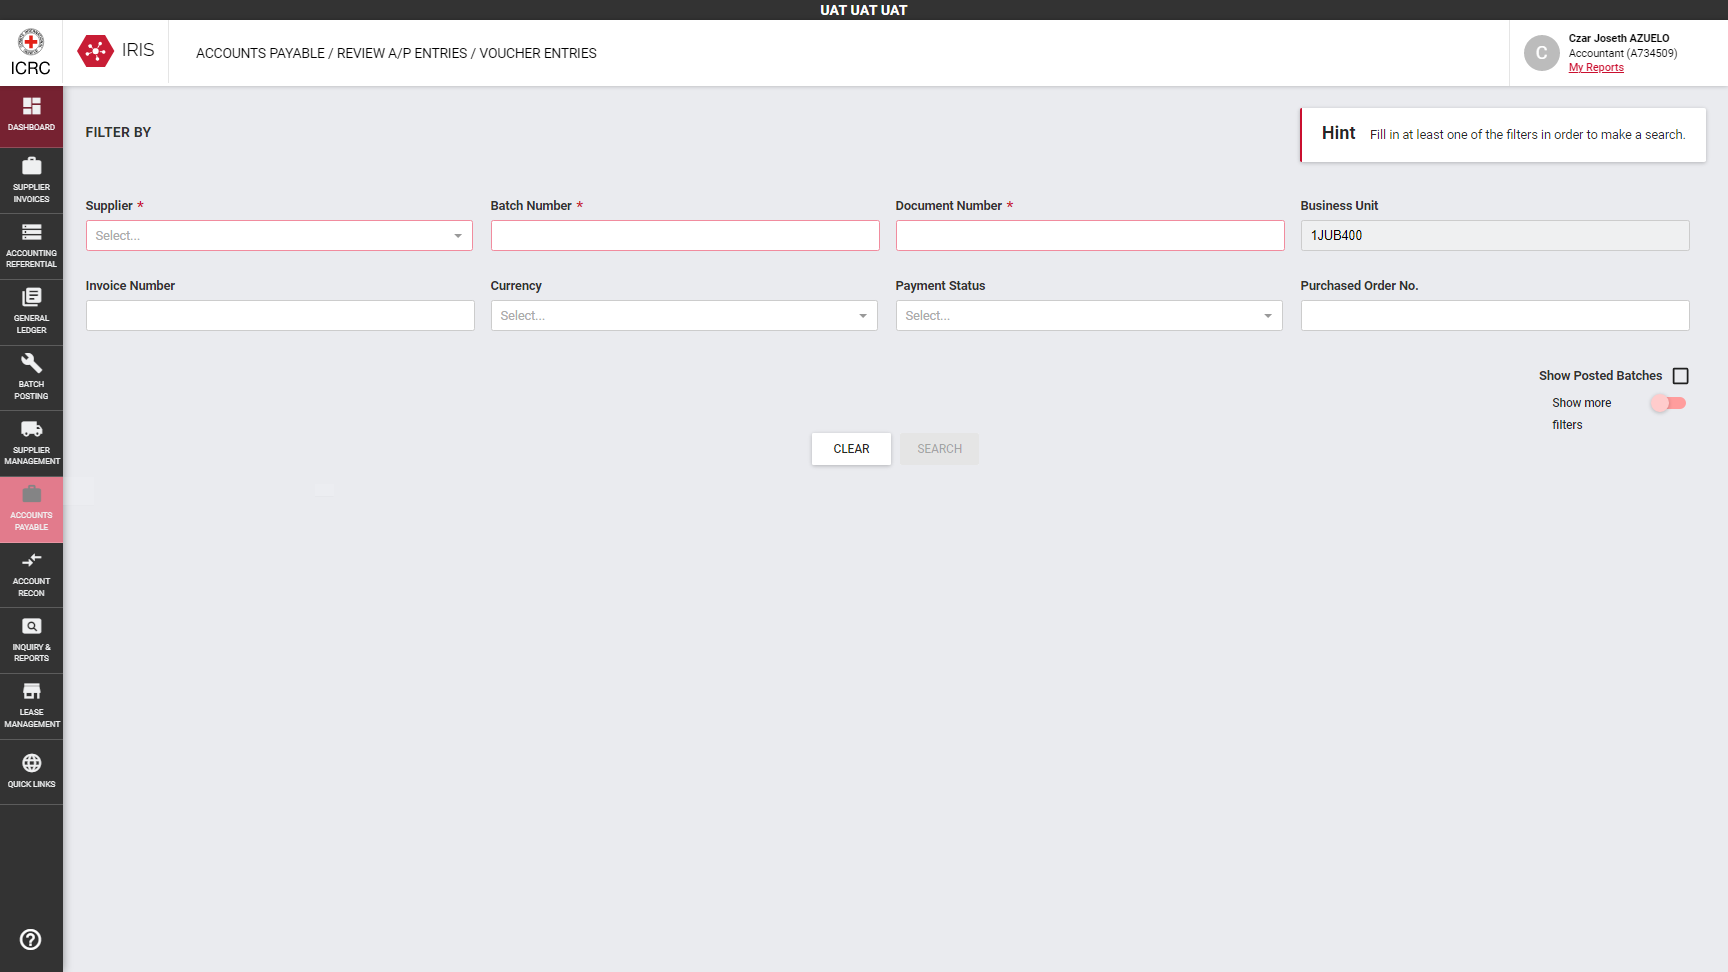 UAT UAT UAT
ICRC
IRIS
ACCOUNTS PAYABLE / REVIEW A/P ENTRIES / VOUCHER ENTRIES
C
Czar Joseth AZUELO
Accountant (A734509)
My Reports
DASHBOARD
SUPPLIER
INVOICES
ACCOUNTING
REFERENTIAL
GENERAL
LEDGER
BATCH
POSTING
SUPPLIER
MANAGEMENT
ACCOUNTS
PAYABLE
ACCOUNT
RECON
INQUIRY &
REPORTS
LEASE
MANAGEMENT
QUICK LINKS
FILTER BY
Hint Fill in at least one of the filters in order to make a search.
Supplier * Batch Number * Document Number * Business Unit
Select... 1JUB400
Invoice Number Currency Payment Status Purchased Order No.
Select... Select...
Show Posted Batches
Show more
filters
CLEAR SEARCH